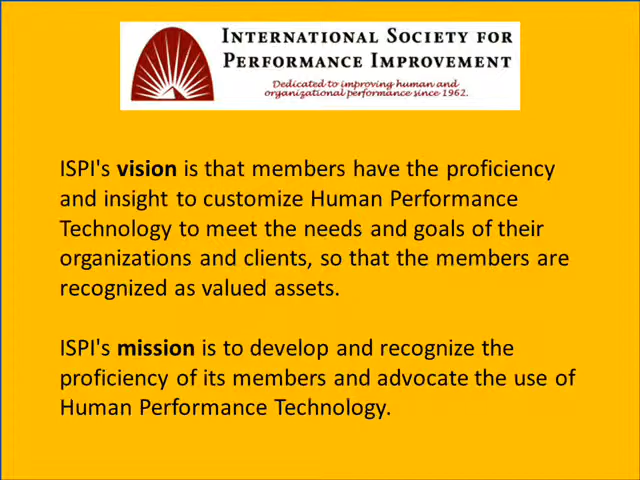 INTERNATIONAL SOCIETY FOR
PERFORMANCE IMPROVEMENT
Dedicated to improving human and
organizational performance since 1962.
ISPI's vision is that members have the proficiency
and insight to customize Human Performance
Technology to meet the needs and goals of their
organizations and clients, so that the members are
recognized as valued assets.
ISPI's mission is to develop and recognize the
proficiency of its members and advocate the use of
Human Performance Technology.